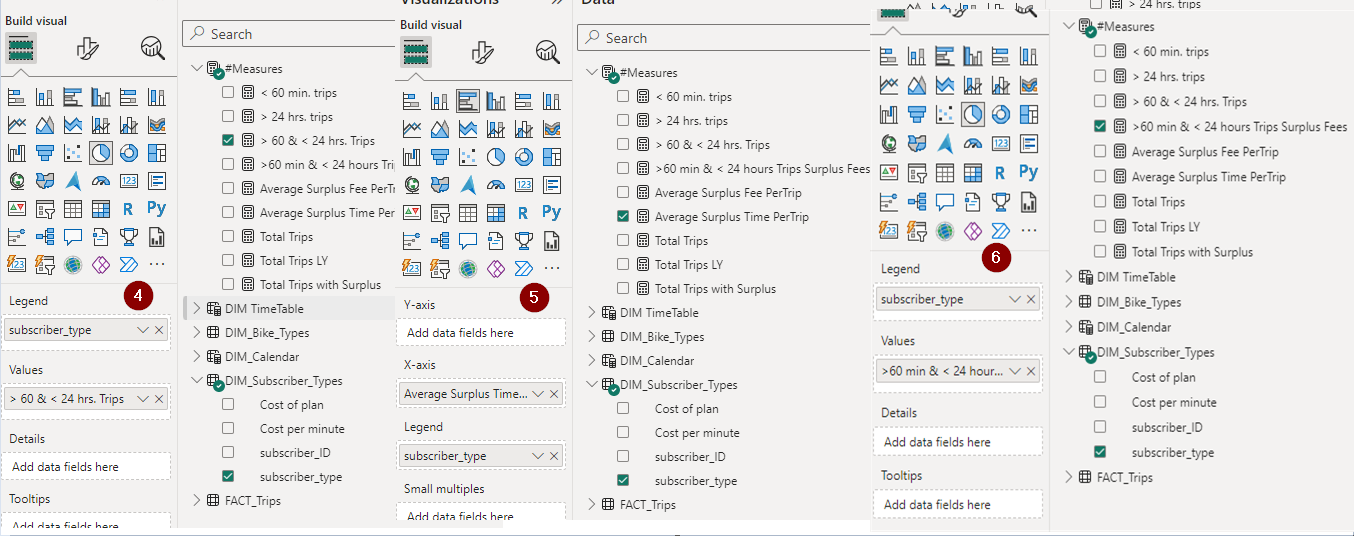 Build visual
Search
#Measures
< 60 min. trips
> 24 hrs. trips
> 60 & < 24 hrs. Trips
>60 min & < 24 hours Tri
Average Surplus Fee PerTri
Average Surplus Time Per
Total Trips
Total Trips LY
Total Trips with Surplus
DIM TimeTable
DIM_Bike_Types
DIM_Calendar
DIM_Subscriber_Types
Cost of plan
Cost per minute
subscriber_ID
subscriber_type
FACT_Trips
123
R
Py
123
4
Legend
subscriber_type
Values
> 60 & < 24 hrs. Trips
Details
Add data fields here
Tooltips
Add data fields here
Visualizations
Build visual
123
R
Py
123
5
Y-axis
Add data fields here
X-axis
Average Surplus Time...
Legend
subscriber_type
Small multiples
Add data fields here
Data
Search
#Measures
< 60 min. trips
> 24 hrs. trips
> 60 & < 24 hrs. Trips
>60 min & < 24 hours Trips Surplus Fees
Average Surplus Fee PerTrip
Average Surplus Time PerTrip
Total Trips
Total Trips LY
Total Trips with Surplus
DIM TimeTable
DIM_Bike_Types
DIM_Calendar
DIM_Subscriber_Types
Cost of plan
Cost per minute
subscriber_ID
subscriber_type
FACT_Trips
123
R
Py
123
6
Legend
subscriber_type
Values
>60 min & < 24 hour...
Details
Add data fields here
Tooltips
Add data fields here
> 24 hrs. trips
#Measures
< 60 min. trips
> 24 hrs. trips
> 60 & < 24 hrs. Trips
>60 min & < 24 hours Trips Surplus Fees
Average Surplus Fee PerTrip
Average Surplus Time PerTrip
Total Trips
Total Trips LY
Total Trips with Surplus
DIM TimeTable
DIM_Bike_Types
DIM_Calendar
DIM_Subscriber_Types
Cost of plan
Cost per minute
subscriber_ID
subscriber_type
FACT_Trips